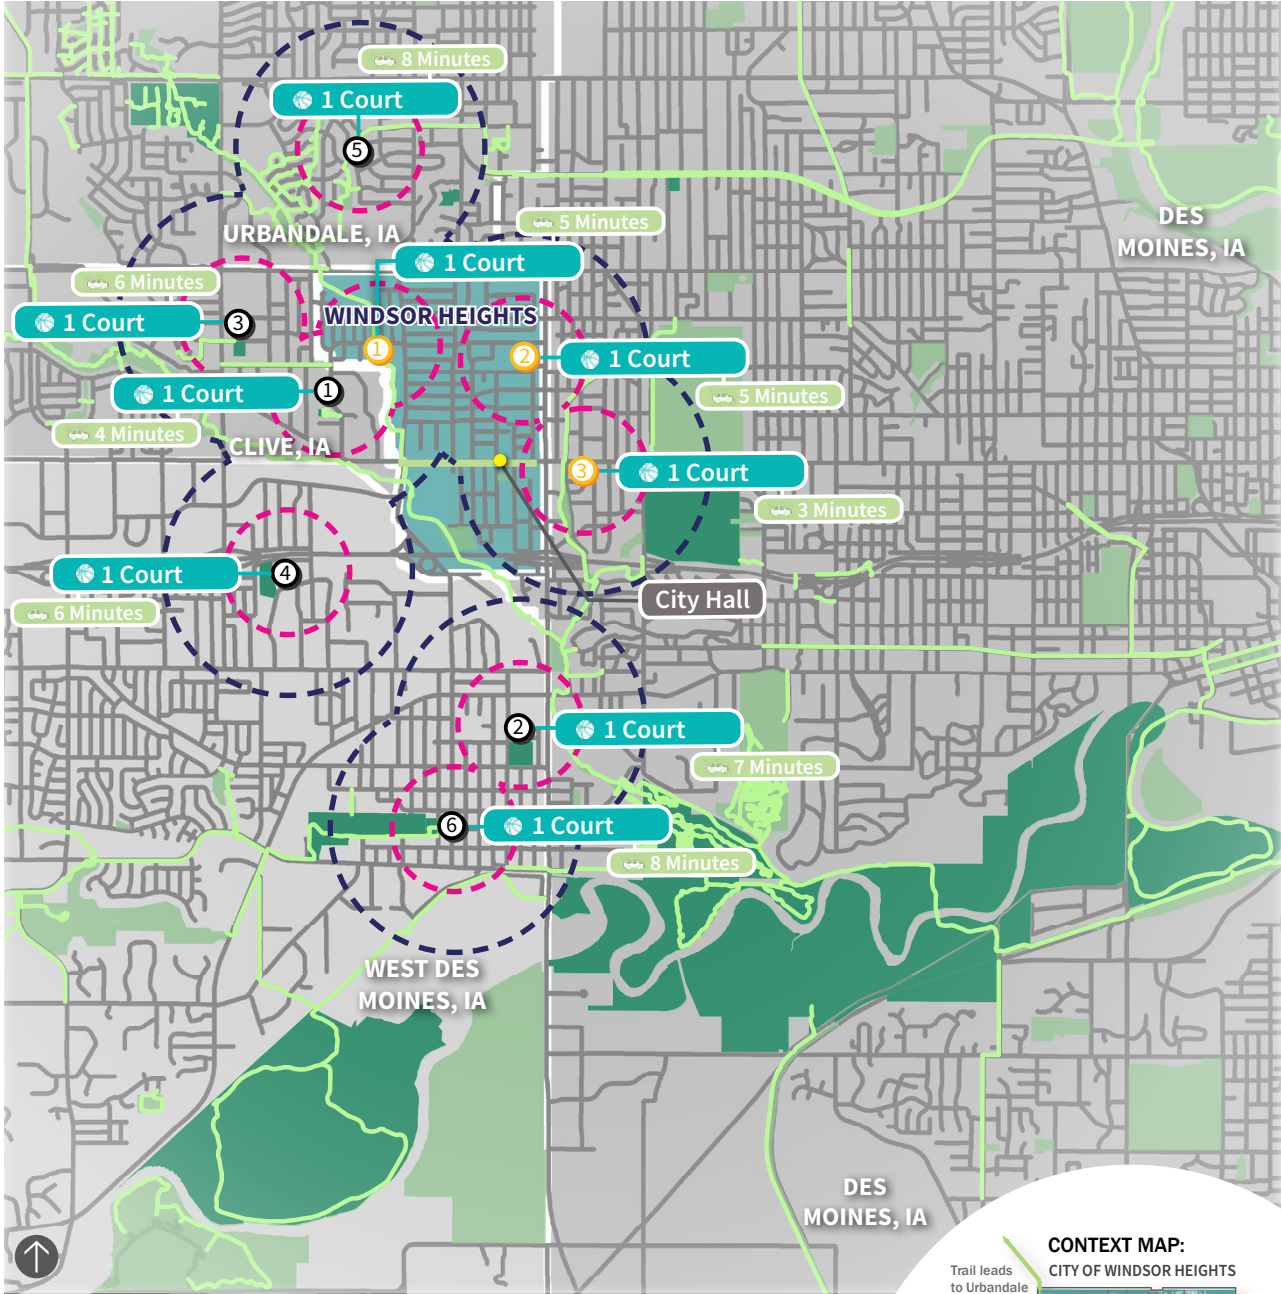 8 Minutes
1 Court
5
5 Minutes
DES
MOINES, IA
URBANDALE, IA
1 Court
6 Minutes
1 Court
3
WINDSOR HEIGHTS
1
2
1 Court
1 Court
1
5 Minutes
4 Minutes
CLIVE, IA
3
1 Court
3 Minutes
1 Court
4
6 Minutes
City Hall
2
1 Court
7 Minutes
6
1 Court
8 Minutes
WEST DES
MOINES, IA
DES
MOINES, IA
CONTEXT MAP:
CITY OF WINDSOR HEIGHTS
Trail leads
to Urbandale